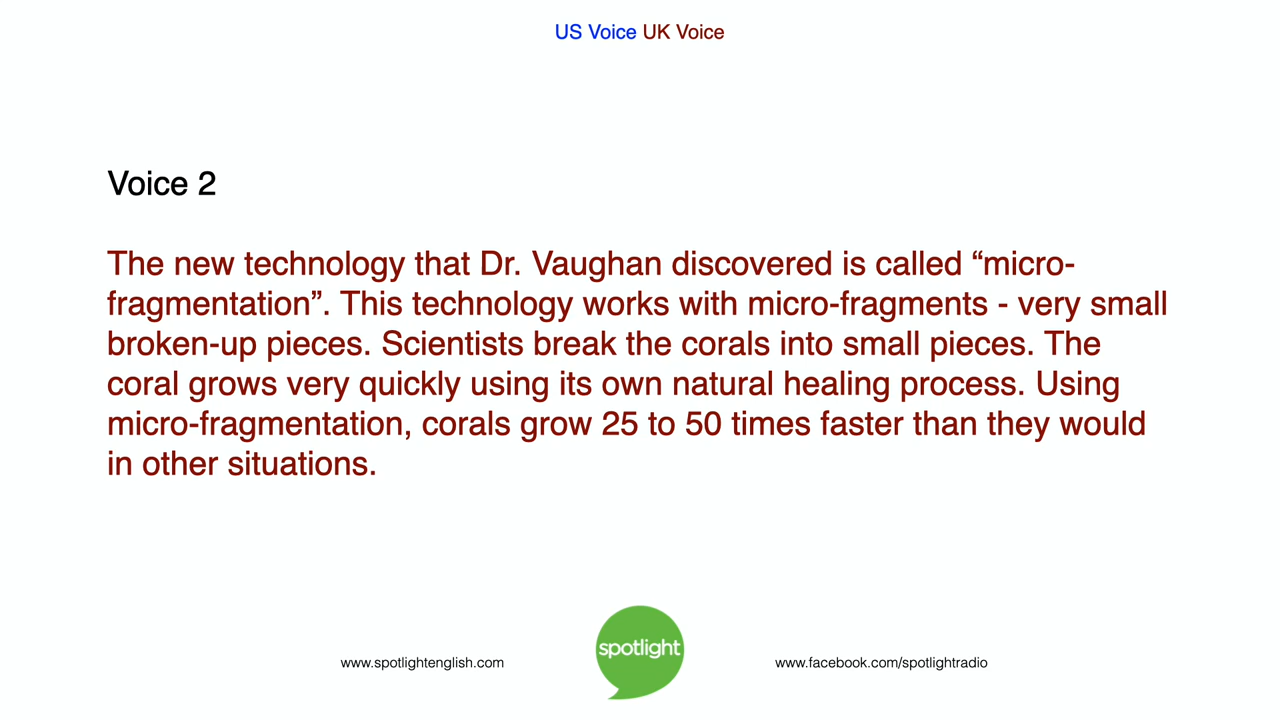 US Voice UK Voice
Voice 2
The new technology that Dr. Vaughan discovered is called “micro-
fragmentation”. This technology works with micro-fragments - very small
broken-up pieces. Scientists break the corals into small pieces. The
coral grows very quickly using its own natural healing process. Using
micro-fragmentation, corals grow 25 to 50 times faster than they would
in other situations.
spotlight
www.spotlightenglish.com
www.facebook.com/spotlightradio